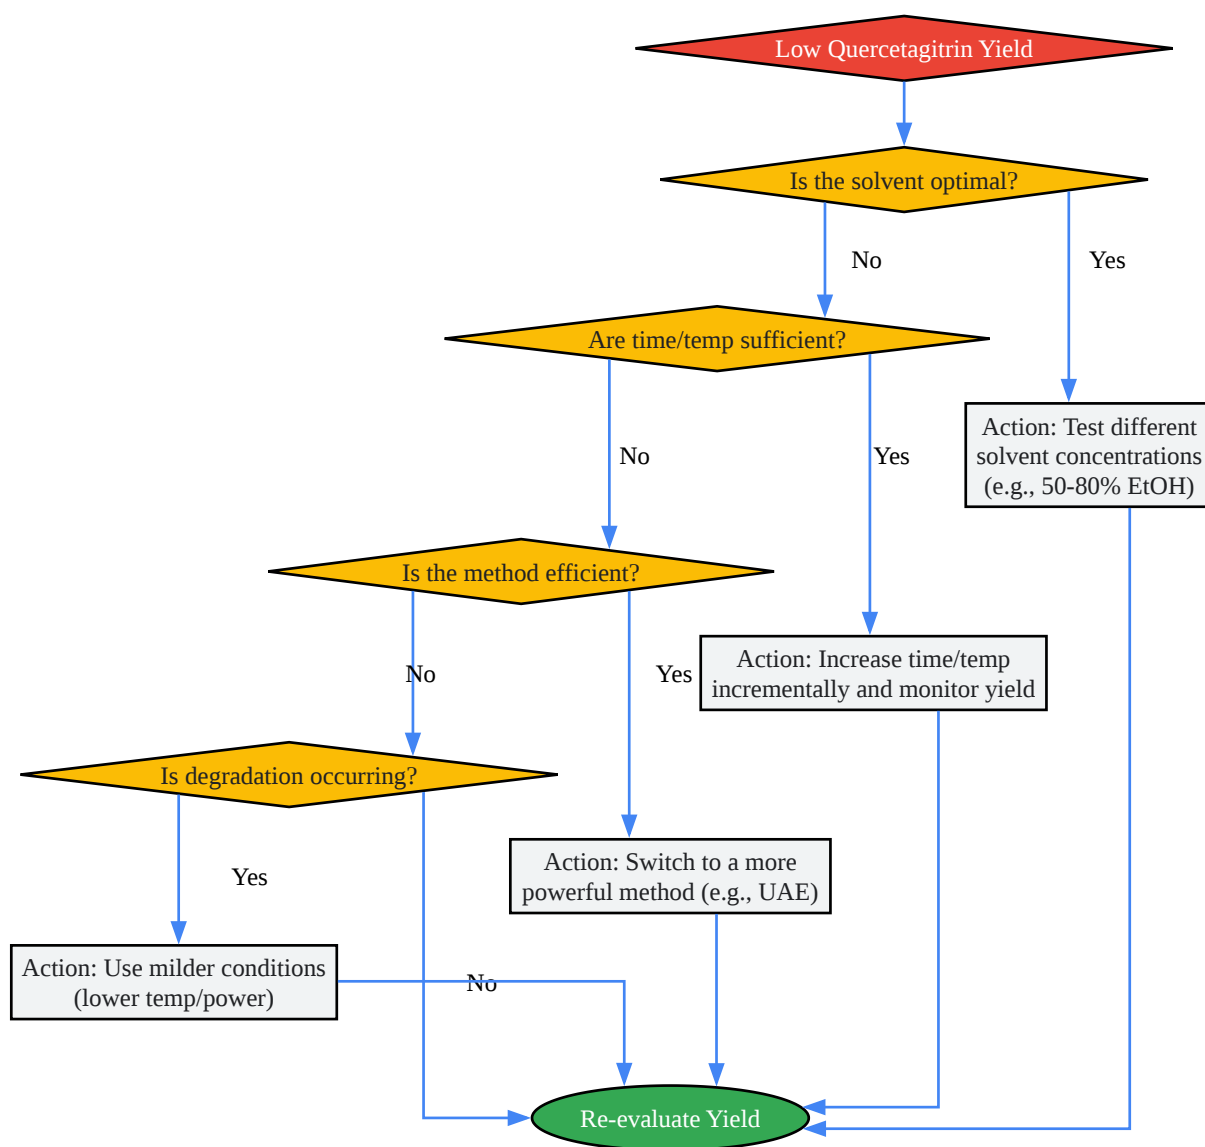 Low Quercetagitrin Yield
Is the solvent optimal?
No
Yes
Are time/temp sufficient?
Action: Test different
solvent concentrations
(e.g., 50-80% EtOH)
No
Yes
Is the method efficient?
Action: Increase time/temp
incrementally and monitor yield
No
Yes
Is degradation occurring?
Action: Switch to a more
powerful method (e.g., UAE)
Yes
Action: Use milder conditions
(lower temp/power)
No
Re-evaluate Yield